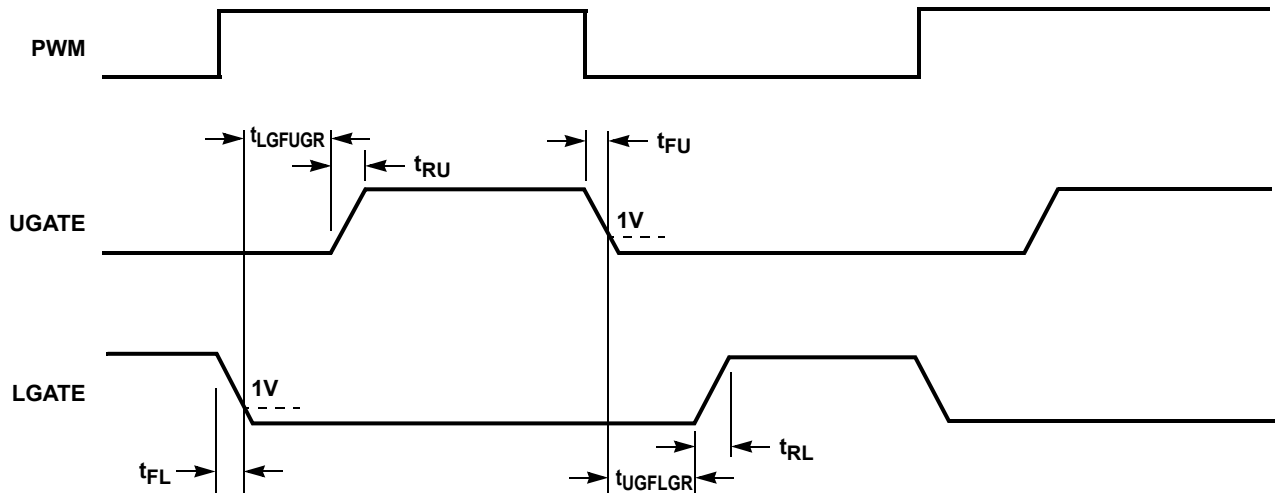 PWM
tLGFUGR
tFU
tRU
UGATE
1V
LGATE
1V
tRL
tFL
tUGFLGR